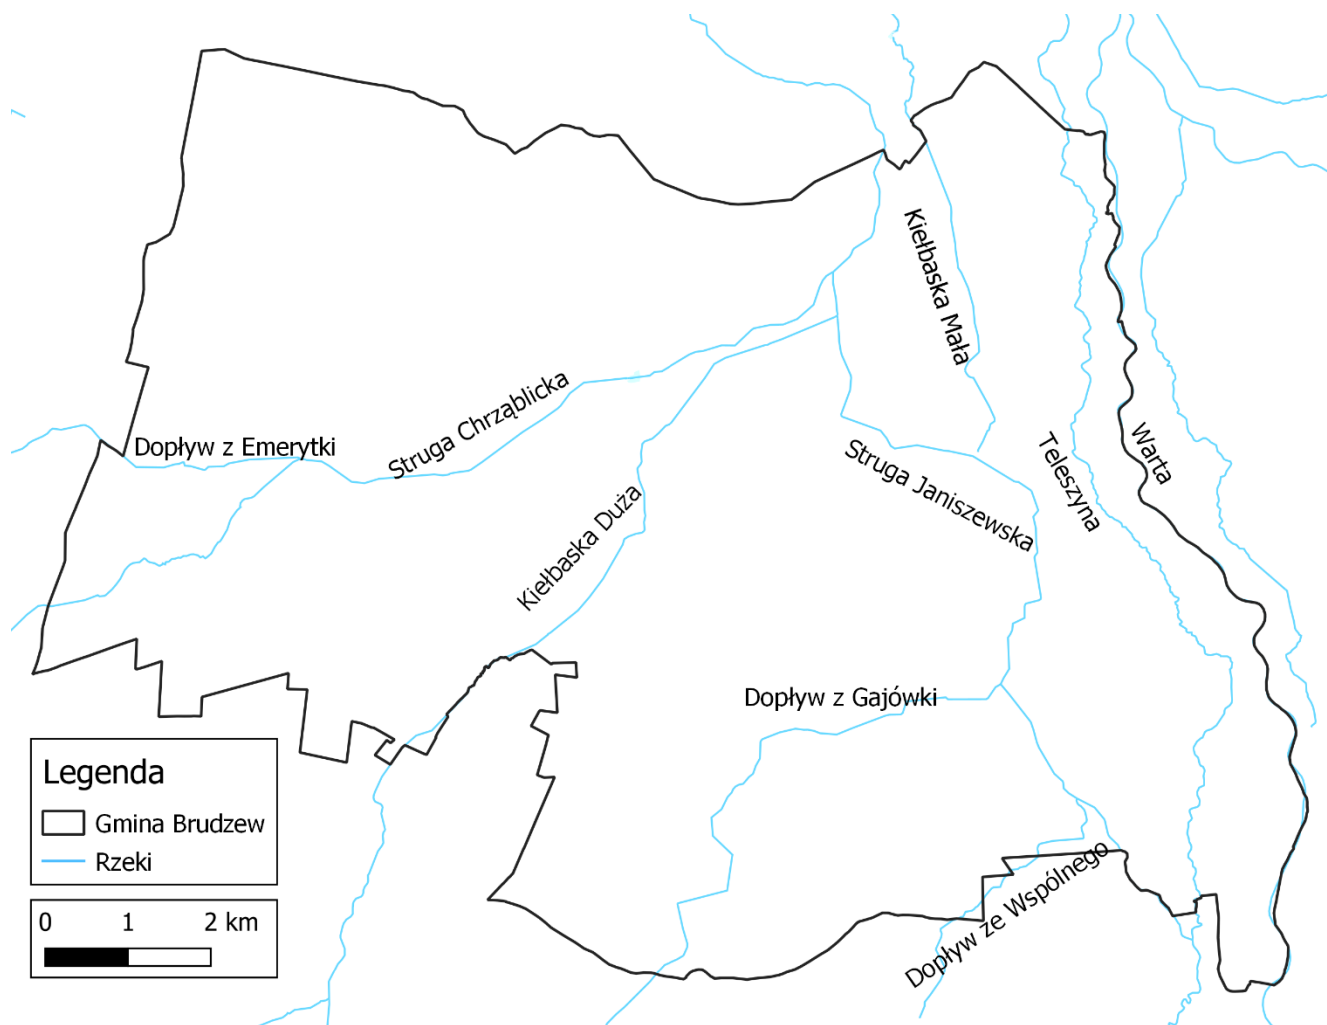 Kiełbaska Mała
Struga Chrząblicka
Dopływ z Emerytki
Warta
Teleszyna
Struga Janiszewska
Kiełbaska Duża
Dopływ z Gajówki
Dopływ ze Wspólnego
Legenda
Gmina Brudzew
Rzeki
0 1 2 km